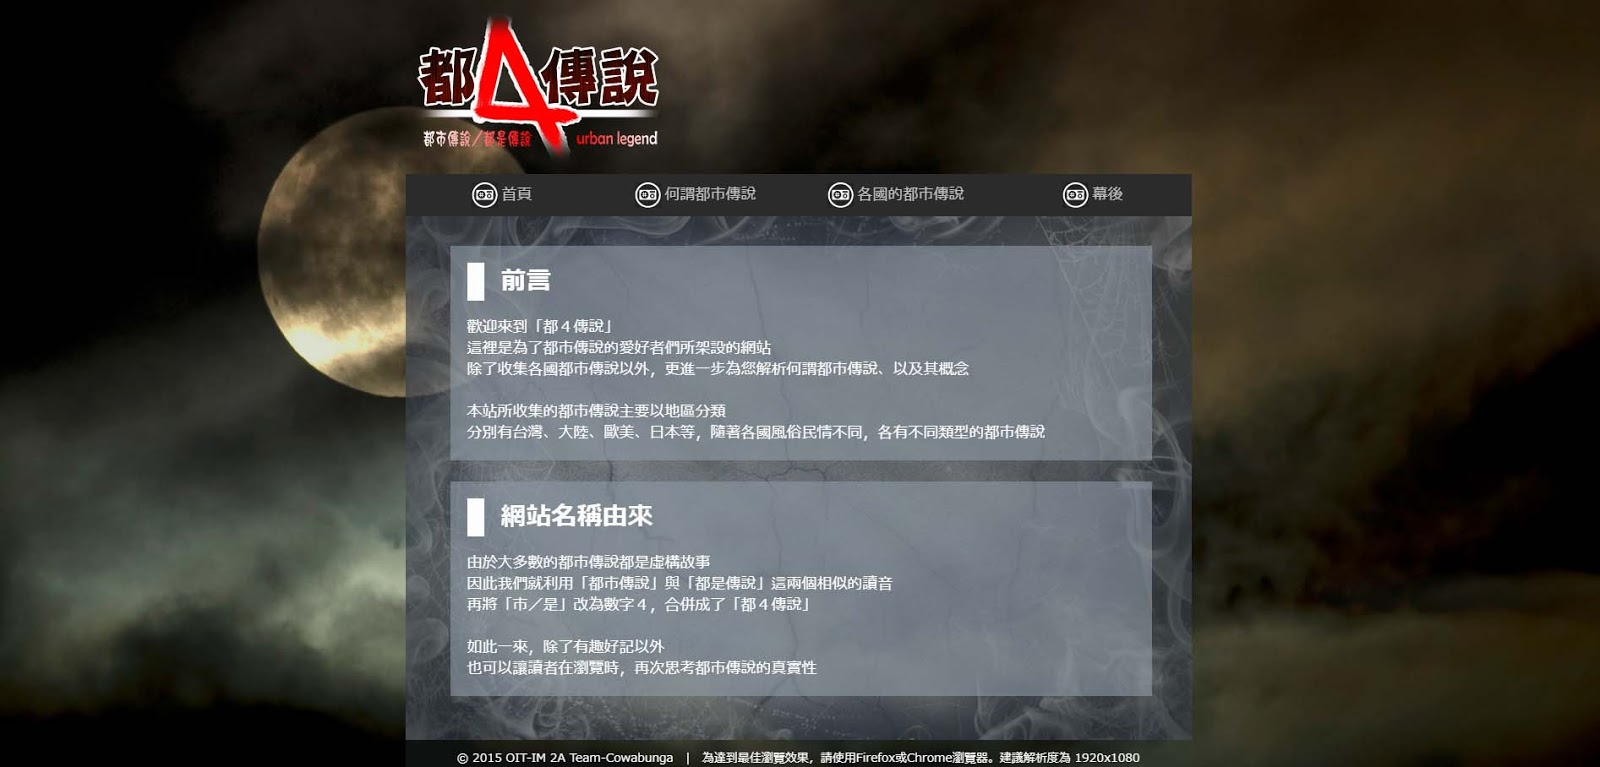 都4傳說
都市傳說／都是傳說 urban legend
首頁 何謂都市傳說 各國的都市傳說 幕後
前言
歡迎來到「都４傳說」
這裡是為了都市傳說的愛好者們所架設的網站
除了收集各國都市傳說以外，更進一步為您解析何謂都市傳說、以及其概念
本站所收集的都市傳說主要以地區分類
分別有台灣、大陸、歐美、日本等，隨著各國風俗民情不同，各有不同類型的都市傳說
網站名稱由來
由於大多數的都市傳說都是虛構故事
因此我們就利用「都市傳說」與「都是傳說」這兩個相似的讀音
再將「市／是」改為數字４，合併成了「都４傳說」
如此一來，除了有趣好記以外
也可以讓讀者在瀏覽時，再次思考都市傳說的真實性
© 2015 OIT-IM 2A Team-Cowabunga | 為達到最佳瀏覽效果，請使用Firefox或Chrome瀏覽器。建議解析度為 1920x1080